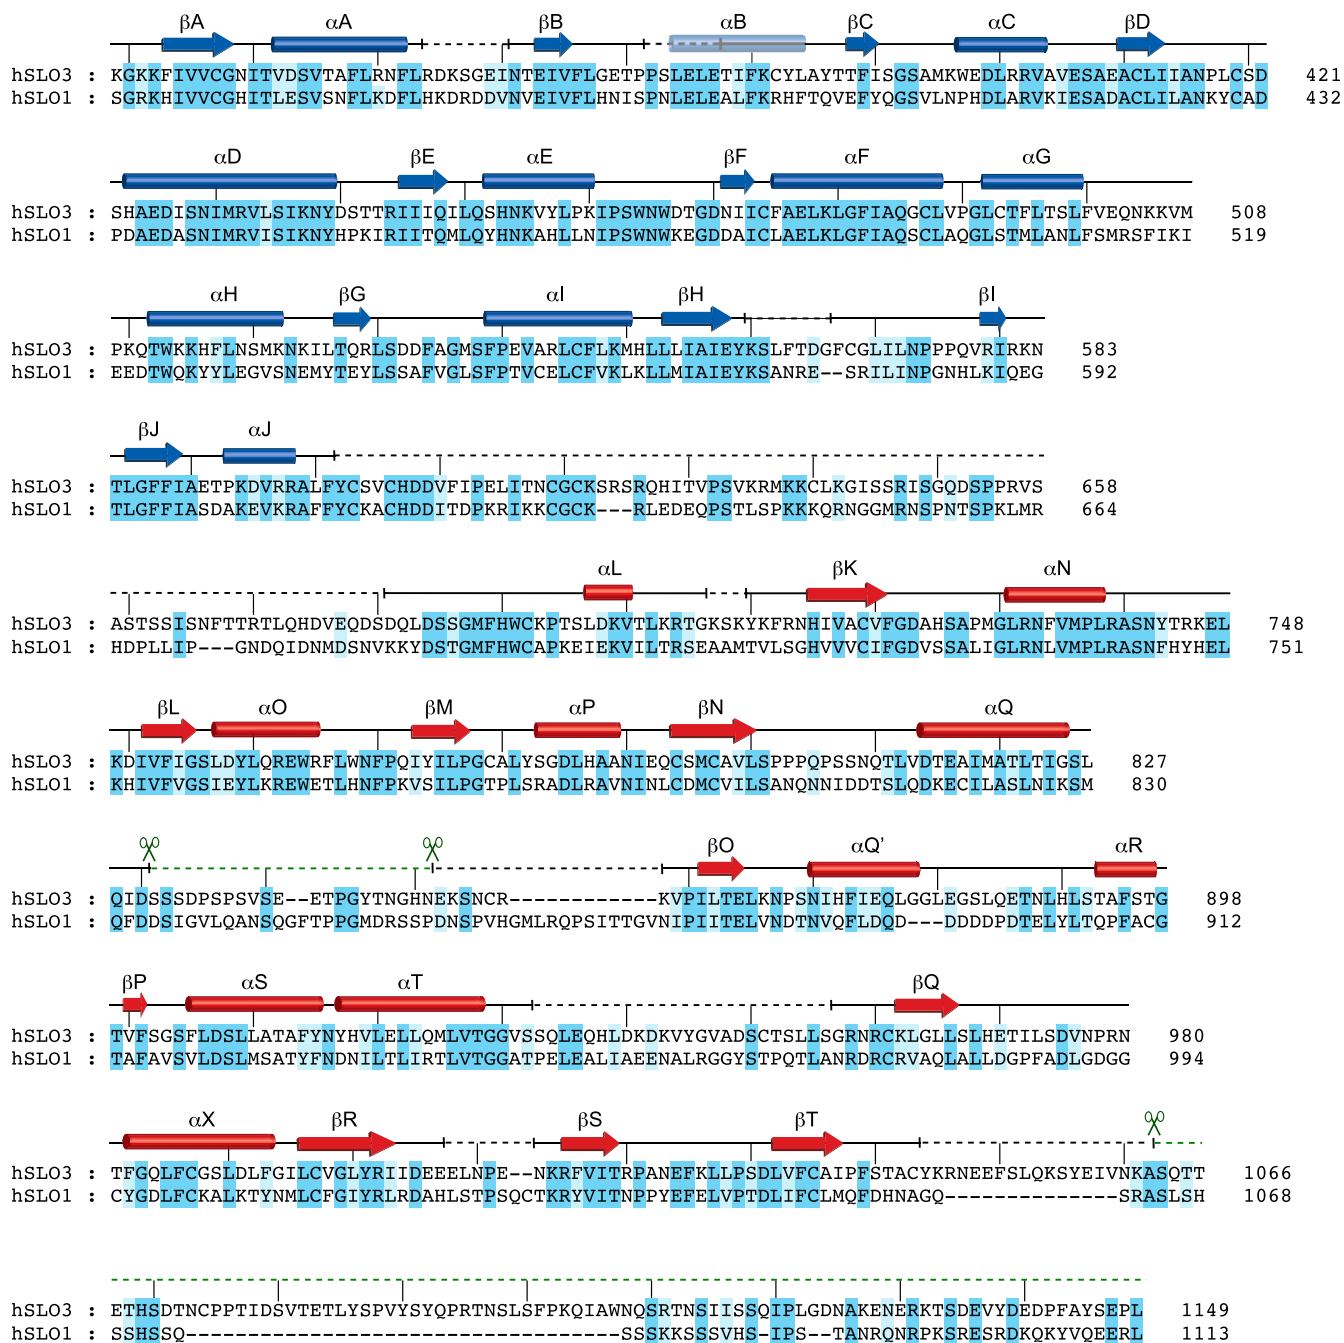 βA αA βB αB βC αC βD
hSLO3 : KGKKFIVVCGNITVDSVTAFLRNFLRDKSGEINTEIVFLGETPPSLELETIFKCYLAYTTFISGSAMKWEDLRRVAVESAEACLIIANPLCSD 421
hSLO1 : SGRKHIVVCGHITLESVSNFLKDFLHKDRDDVNVEIVFLHNISPNLELEALFKRHFTQVEFYQGSVLNPHDLARVKIESADACLILANKYCAD 432
αD βE αE βF αF αG
hSLO3 : SHAEDISNIMRVLSIKNYDSTTRIIIQILQSHNKVYLPKIPSWNWDTGDNIICFAELKLGFIAQGCLVPGLCTFLTSLFVEQNKKVM 508
hSLO1 : PDAEDASNIMRVISIKNYHPKIRIITQMLQYHNKAHLLNIPSWNWKEGDDAICLAELKLGFIAQSCLAQGLSTMLANLFSMRSFIKI 519
αH βG αI βH βI
hSLO3 : PKQTWKKHFLNSMKNKILTQRLSDDFAGMSFPEVARLCFLKMHLLLIAIEYKSLFTDGFCGLILNPPPQVRIRKN 583
hSLO1 : EEDTWQKYYLEGVSNEMYTEYLSSAFVGLSFPTVCELCFVKLKLLMIAIEYKSANRE--SRILINPGNHLKIQEG 592
βJ αJ
hSLO3 : TLGFFIAETPKDVRRALFYCSVCHDDVFIPELITNCGCKSRSRQHITVPSVKRMKKCLKGISSRISGQDSPPRVS 658
hSLO1 : TLGFFIASDAKEVKRAFFYCKACHDDITDPKRIKKCGCK---RLEDEQPSTLSPKKKQRNGGMRNSPNTSPKLMR 664
αL βK αN
hSLO3 : ASTSSISNFTTRTLQHDVEQDSDQLDSSGMFHWCKPTSLDKVTLKRTGKSKYKFRNHIVACVFGDAHSAPMGLRNFVMPLRASNYTRKEL 748
hSLO1 : HDPLLIP---GNDQIDNMDSNVKKYDSTGMFHWCAPKEIEKVILTRSEAAMTVLSGHVVVCIFGDVSSALIGLRNLVMPLRASNFHYHEL 751
βL αO βM αP βN αQ
hSLO3 : KDIVFIGSLDYLQREWRFLWNFPQIYILPGCALYSGDLHAANIEQCSMCAVLSPPPQPSSNQTLVDTEAIMATLTIGSL 827
hSLO1 : KHIVFVGSIEYLKREWETLHNFPKVSILPGTPLSRADLRAVNINLCDMCVILSANQNNIDDTSLQDKECILASLNIKSM 830
βO αQ’ αR
hSLO3 : QIDSSSDPSPSVSE--ETPGYTNGHNEKSNCR------------KVPILTELKNPSNIHFIEQLGGLEGSLQETNLHLSTAFSTG 898
hSLO1 : QFDDSIGVLQANSQGFTPPGMDRSSPDNSPVHGMLRQPSITTGVNIPIITELVNDTNVQFLDQD--DDDDPDTELYLTQPFACG 912
βP αS αT βQ
hSLO3 : TVFSGSFLDSLLATAFYNYHVLELLQMLVTGGVSSQLEQHLDKDKVYGVADSCTSLLSGRNRCKLGLLSLHETILSDVNPRN 980
hSLO1 : TAFAVSVLDSLMSATYFNDNILTLIRTLVTGGATPELEALIAEENALRGGYSTPQTLANRDRCRVAQLALLDGPFADLGDGG 994
αX βR βS βT
hSLO3 : TFGQLFCGSLDLFGILCVGLYRIIDEEELNPE--NKRFVITRPANEFKLLPSDLVFCAIPFSTACYKRNEEFSLQKSYEIVNKASQTT 1066
hSLO1 : CYGDLFCKALKTYNMLCFGIYRLRDAHLSTPSQCTKRYVITNPPYEFELVPTDLIFCLMQFDHNAGQ--------------SRASLSH 1068
hSLO3 : ETHSDTNCPPTIDSVTETLYSPVYSYQPRTNSLSFPKQIAWNQSRTNSIISSQIPLGDNAKENERKTSDEVYDEDPFAYSEPL 1149
hSLO1 : SSHSSQ-----------------------------------SSSKKSSSVHS-IPS--TANRQNRPKSRESRDKQKYVQEERL 1113